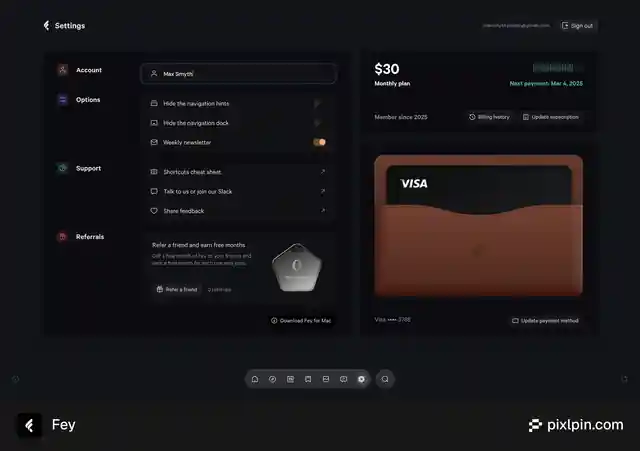 Settings
Sign out
Account
Max Smyth
Options
Hide the navigation hints
Hide the navigation dock
Weekly newsletter
Support
Shortcuts cheat sheet
Talk to us or join our Slack
Share feedback
Referrals
Refer a friend and earn free months
Refer a friend
Download Fey for Mac
$30
Monthly plan
Next payment: Mar 6, 2025
Member since 2025
Billing history
Update subscription
VISA
Visa •••• 3768
Update payment method
Fey
pixlpin.com